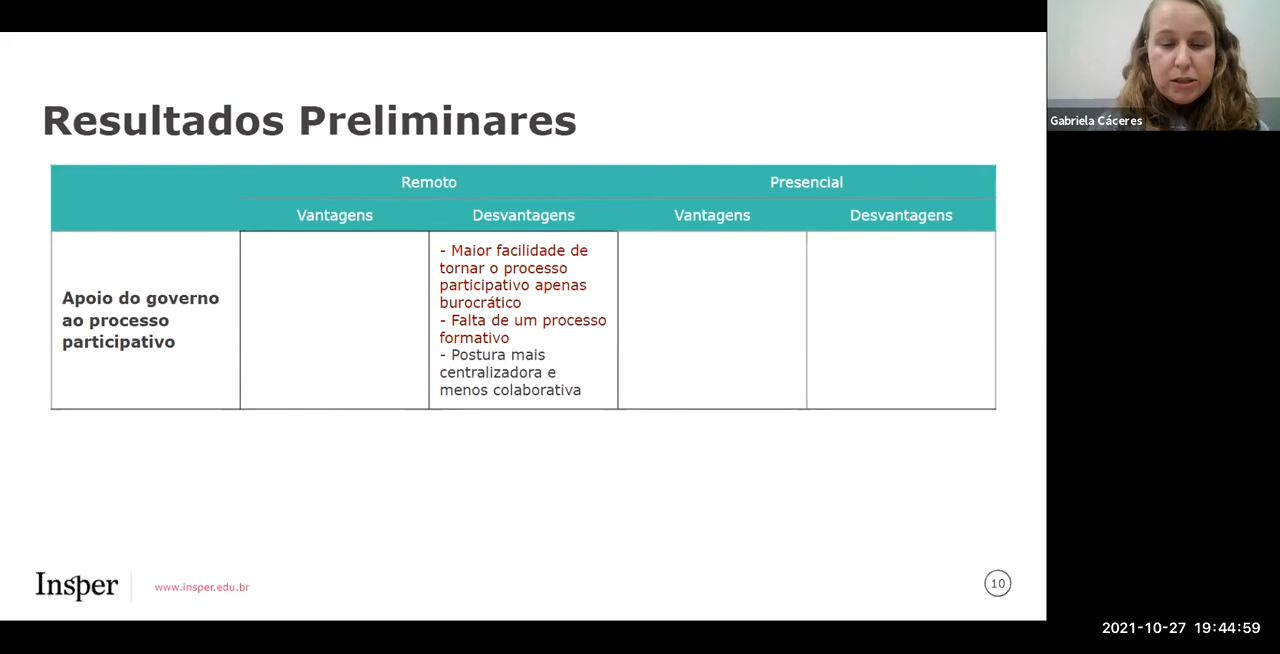 Resultados Preliminares
Remoto
Presencial
Vantagens
Desvantagens
Vantagens
Desvantagens
Apoio do governo
ao processo
participativo
- Maior facilidade de
tornar o processo
participativo apenas
burocrático
- Falta de um processo
formativo
- Postura mais
centralizadora e
menos colaborativa
Insper
www.insper.edu.br
10
Gabriela Cáceres
2021-10-27 19:44:59